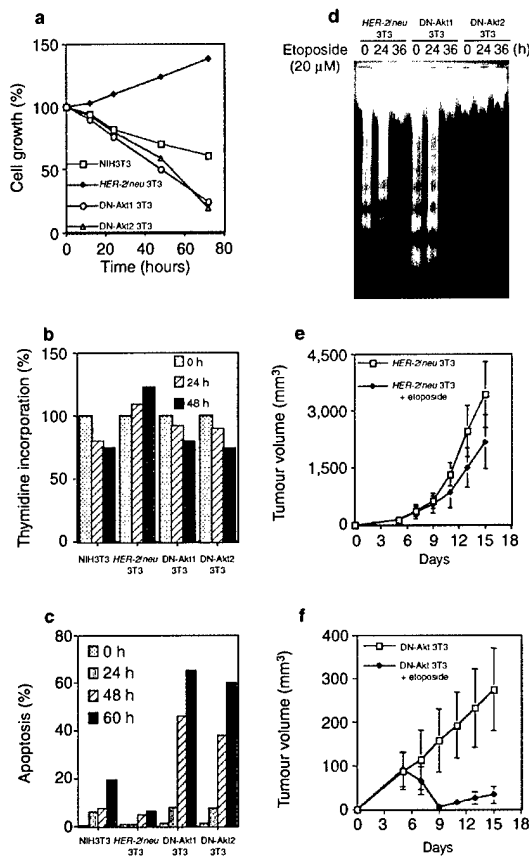 a
Cell growth (%)
150
100
50
0
NIH3T3
HER-2/neu 3T3
DN-Akt1 3T3
DN-Akt2 3T3
0 20 40 60 80
Time (hours)
b
Thymidine incorporation (%)
150
100
50
0
0 h
24 h
48 h
NIH3T3 HER-2/neu 3T3 DN-Akt1 3T3 DN-Akt2 3T3
c
Apoptosis (%)
80
60
40
20
0
0 h
24 h
48 h
60 h
NIH3T3 HER-2/neu 3T3 DN-Akt1 3T3 DN-Akt2 3T3
d
HER-2/neu DN-Akt1 DN-Akt2
3T3 3T3 3T3
Etoposide 0 24 36 0 24 36 0 24 36 (h)
(20 µM)
e
Tumour volume (mm³)
4,500
3,000
1,500
0
HER-2/neu 3T3
HER-2/neu 3T3
+ etoposide
0 3 6 9 12 15 18
Days
f
Tumour volume (mm³)
400
300
200
100
0
DN-Akt 3T3
DN-Akt 3T3
+ etoposide
0 3 6 9 12 15 18
Days